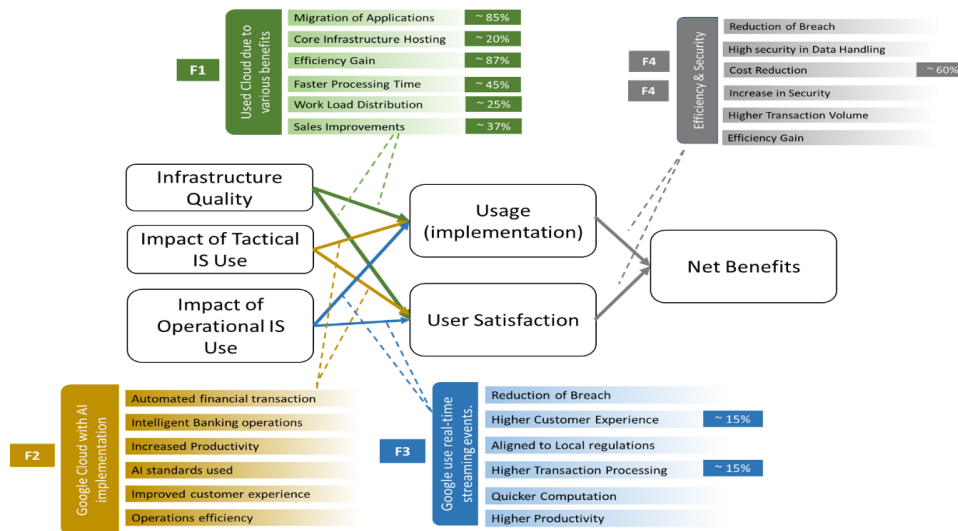 F1
Used Cloud due to
various benefits
Migration of Applications ~ 85%
Core Infrastructure Hosting ~ 20%
Efficiency Gain ~ 87%
Faster Processing Time ~ 45%
Work Load Distribution ~ 25%
Sales Improvements ~ 37%
F4
F4
Efficiency & Security
Reduction of Breach
High security in Data Handling
Cost Reduction ~ 60%
Increase in Security
Higher Transaction Volume
Efficiency Gain
Infrastructure
Quality
Impact of Tactical
IS Use
Impact of
Operational IS
Use
Usage
(implementation)
User Satisfaction
Net Benefits
F2
Google Cloud with AI
implementation
Automated financial transaction
Intelligent Banking operations
Increased Productivity
AI standards used
Improved customer experience
Operations efficiency
F3
Google use real-time
streaming events.
Reduction of Breach
Higher Customer Experience ~ 15%
Aligned to Local regulations
Higher Transaction Processing ~ 15%
Quicker Computation
Higher Productivity